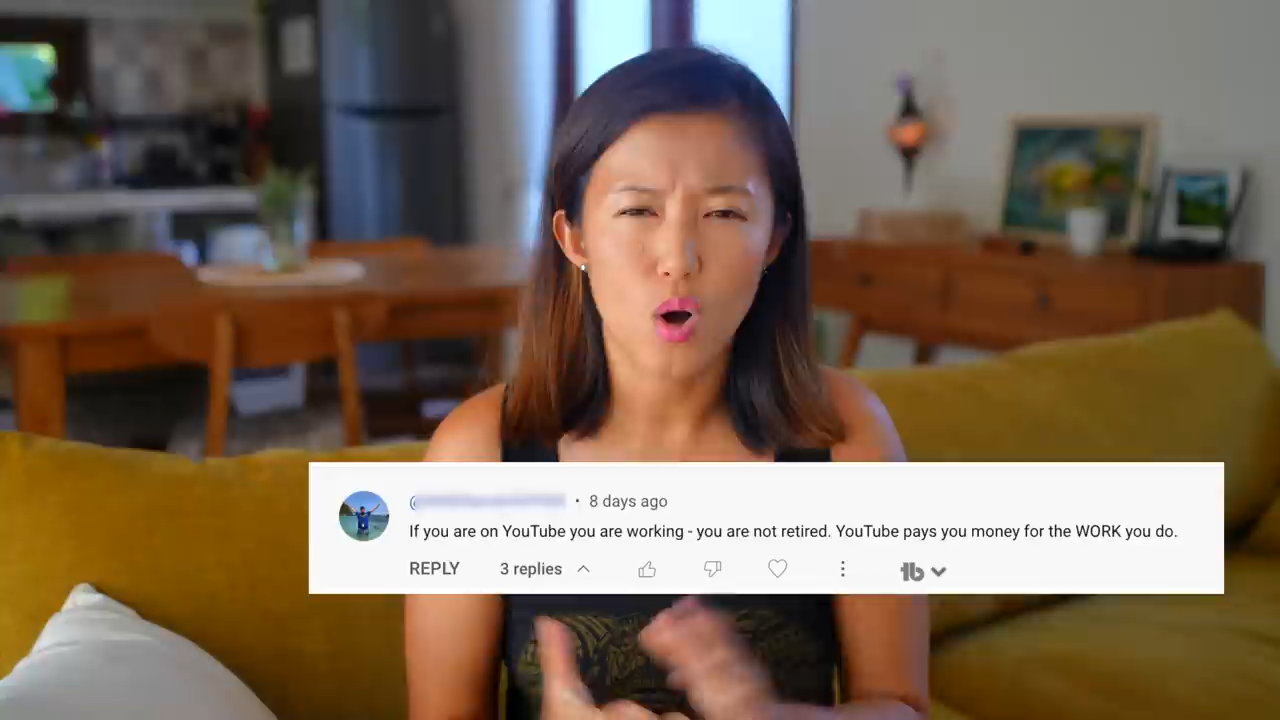 @
• 8 days ago
If you are on YouTube you are working - you are not retired. YouTube pays you money for the WORK you do.
REPLY 3 replies
tb